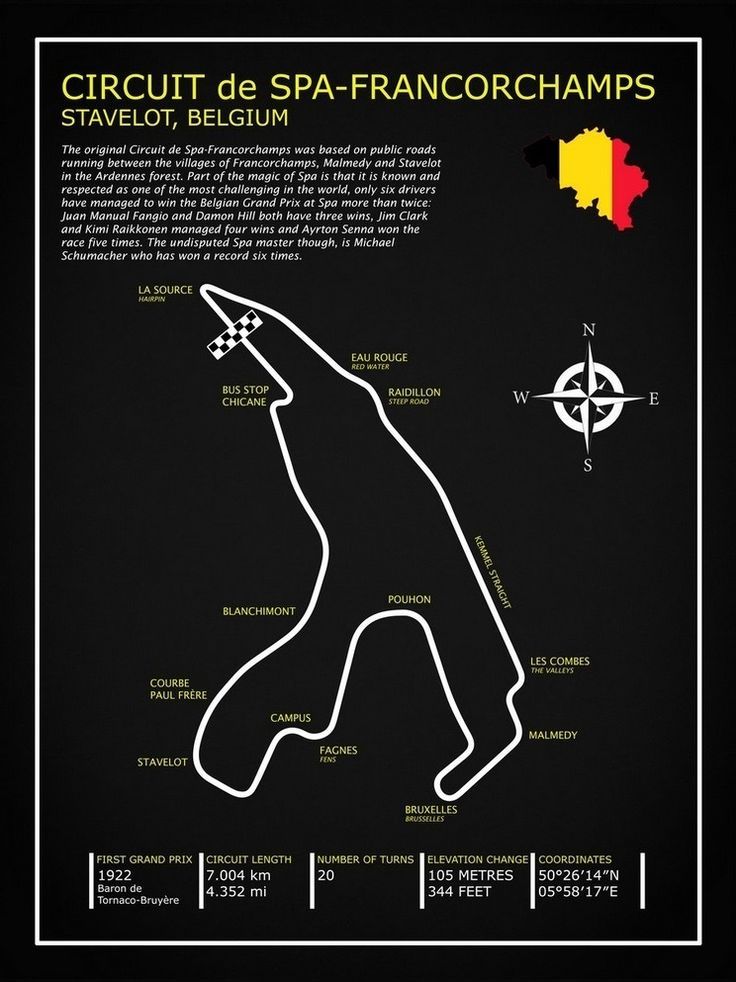 CIRCUIT de SPA-FRANCORCHAMPS
STAVELOT, BELGIUM
The original Circuit de Spa-Francorchamps was based on public roads
running between the villages of Francorchamps, Malmedy and Stavelot
in the Ardennes forest. Part of the magic of Spa is that it is known and
respected as one of the most challenging in the world, only six drivers
have managed to win the Belgian Grand Prix at Spa more than twice:
Juan Manual Fangio and Damon Hill both have three wins, Jim Clark
and Kimi Raikkonen managed four wins and Ayrton Senna won the
race five times. The undisputed Spa master though, is Michael
Schumacher who has won a record six times.
LA SOURCE
HAIRPIN
EAU ROUGE
RED WATER
BUS STOP
CHICANE
RAIDILLON
STEEP ROAD
N
W
E
S
KEMMEL STRAIGHT
POUHON
BLANCHIMONT
LES COMBES
THE VALLEYS
COURBE
PAUL FRÈRE
CAMPUS
MALMEDY
FAGNES
FENS
STAVELOT
BRUXELLES
BRUSSELLES
FIRST GRAND PRIX
1922
Baron de
Tornaco-Bruyère
CIRCUIT LENGTH
7.004 km
4.352 mi
NUMBER OF TURNS
20
ELEVATION CHANGE
105 METRES
344 FEET
COORDINATES
50°26′14″N
05°58′17″E